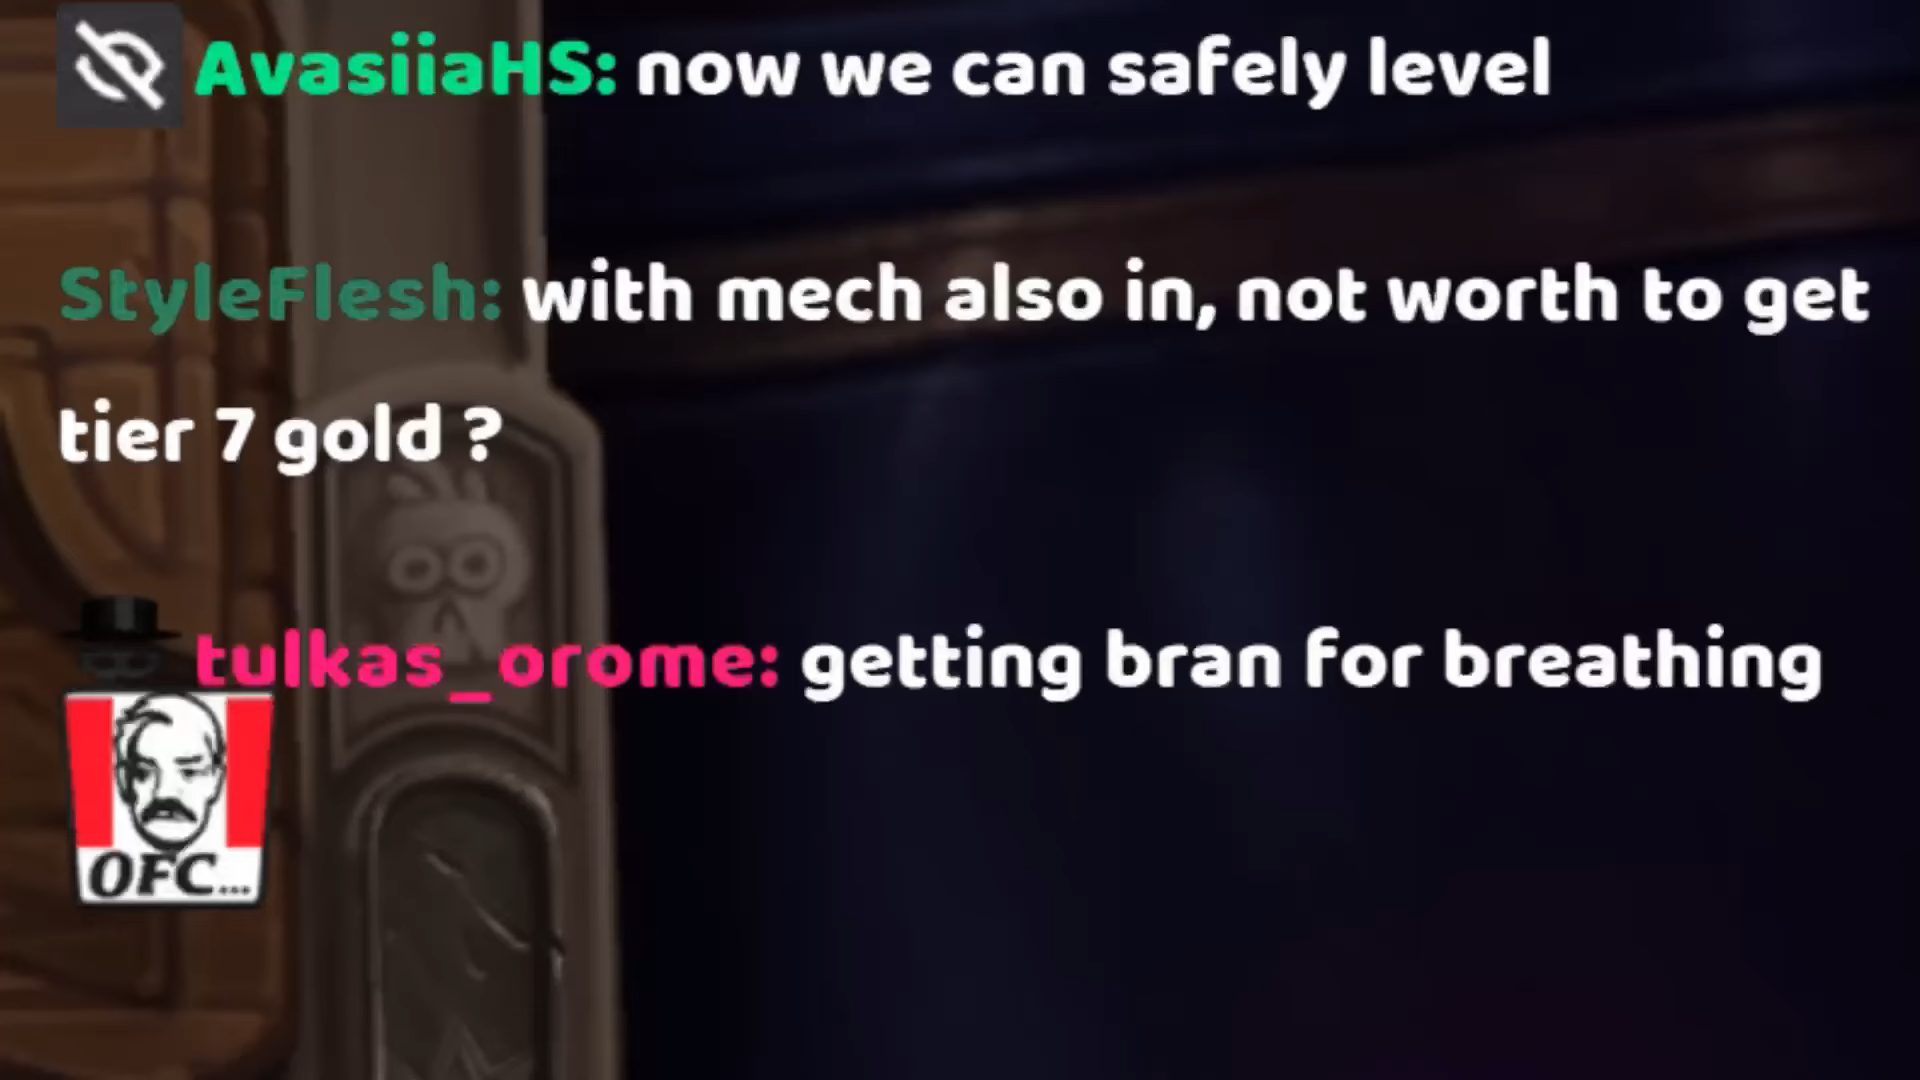 AvasiiaHS: now we can safely level
StyleFlesh: with mech also in, not worth to get
tier 7 gold ?
tulkas_orome: getting bran for breathing
OFC...